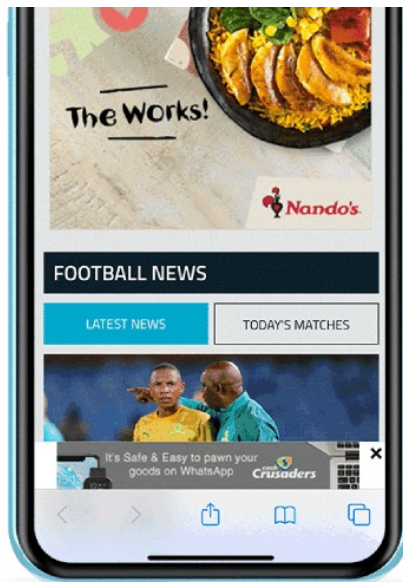 The Works!
Nando's
FOOTBALL NEWS
LATEST NEWS
TODAY'S MATCHES
It's Safe & Easy to pawn your
goods on WhatsApp
cash
Crusaders